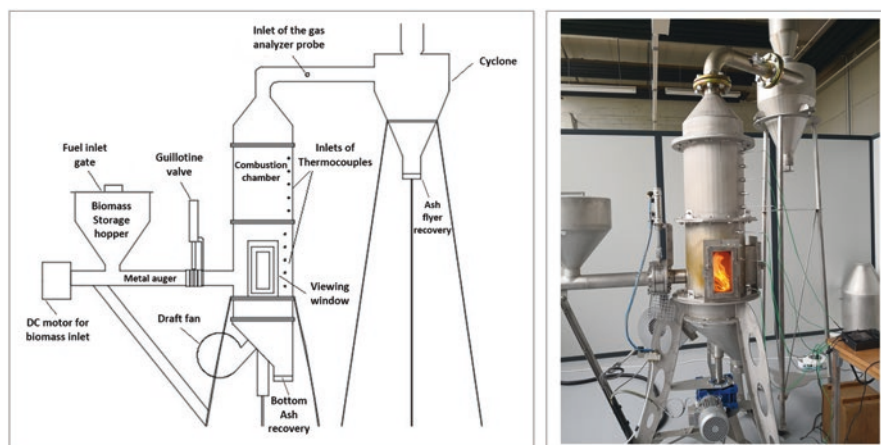 Inlet of the gas
analyzer probe
Cyclone
Fuel inlet
gate
Guillotine
valve
Combustion
chamber
Inlets of
Thermocouples
Biomass
Storage
hopper
Ash
flyer
recovery
Metal auger
Viewing
window
DC motor for
biomass inlet
Draft fan
Bottom
Ash
recovery